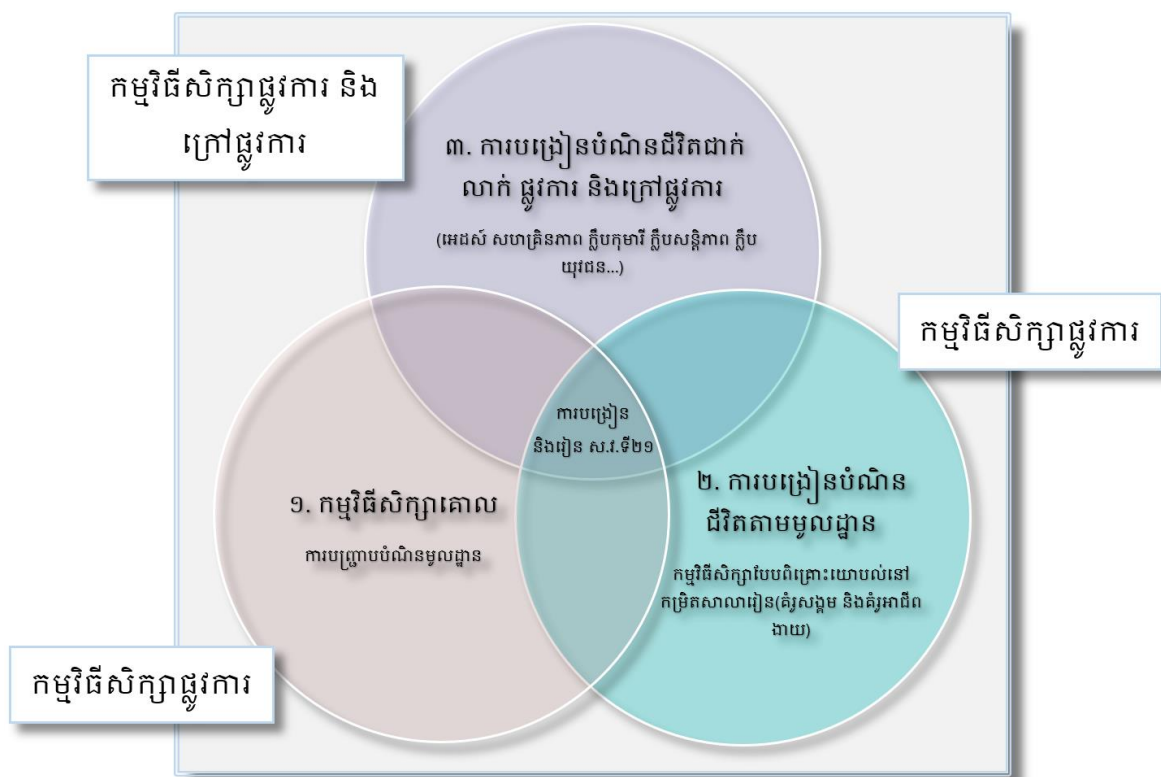 កម្មវិធីសិក្សាផ្លូវការ និង
ក្រៅផ្លូវការ
៣. ការបង្រៀនបំណិនជីវិតជាក់
លាក់ ផ្លូវការ និងក្រៅផ្លូវការ
(អេដស៍ សហគ្រិនភាព ក្លឹបកុមារី ក្លឹបសន្តិភាព ក្លឹប
យុវជន...)
កម្មវិធីសិក្សាផ្លូវការ
ការបង្រៀន
និងរៀន ស.វ.ទី២១
១. កម្មវិធីសិក្សាគោល
ការបញ្ជ្រាបបំណិនមូលដ្ឋាន
២. ការបង្រៀនបំណិន
ជីវិតតាមមូលដ្ឋាន
កម្មវិធីសិក្សាបែបពិគ្រោះយោបល់នៅ
កម្រិតសាលារៀន(គំរូសង្គម និងគំរូអាជីព
ងាយ)
កម្មវិធីសិក្សាផ្លូវការ